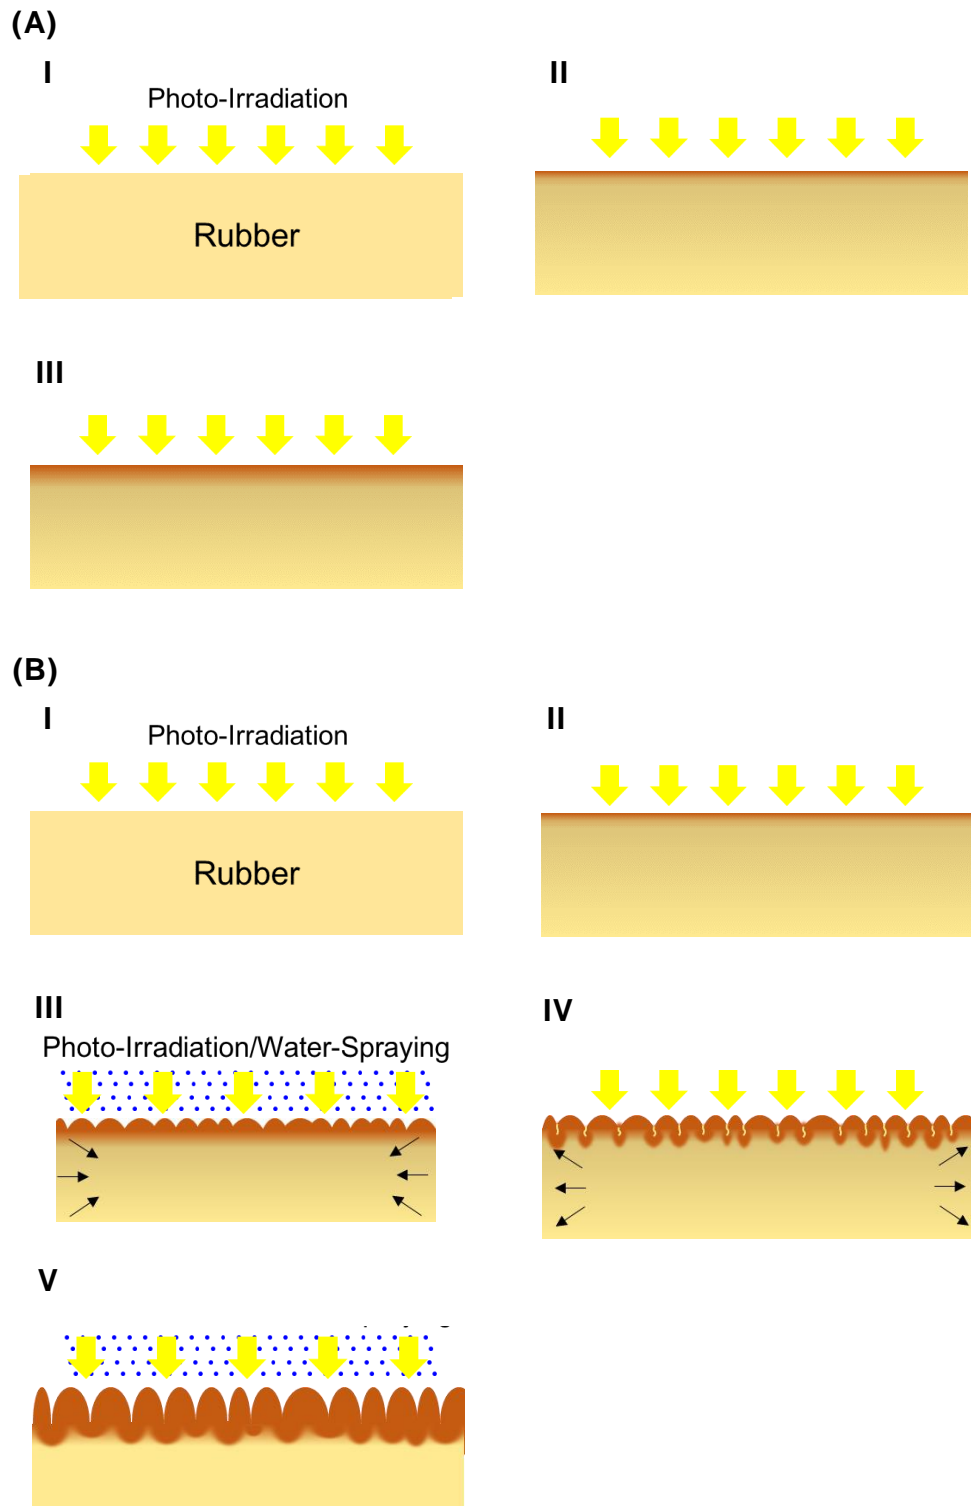 (A)
I
Photo-Irradiation
Rubber
II
III
(B)
I
Photo-Irradiation
Rubber
II
III
Photo-Irradiation/Water-Spraying
IV
V